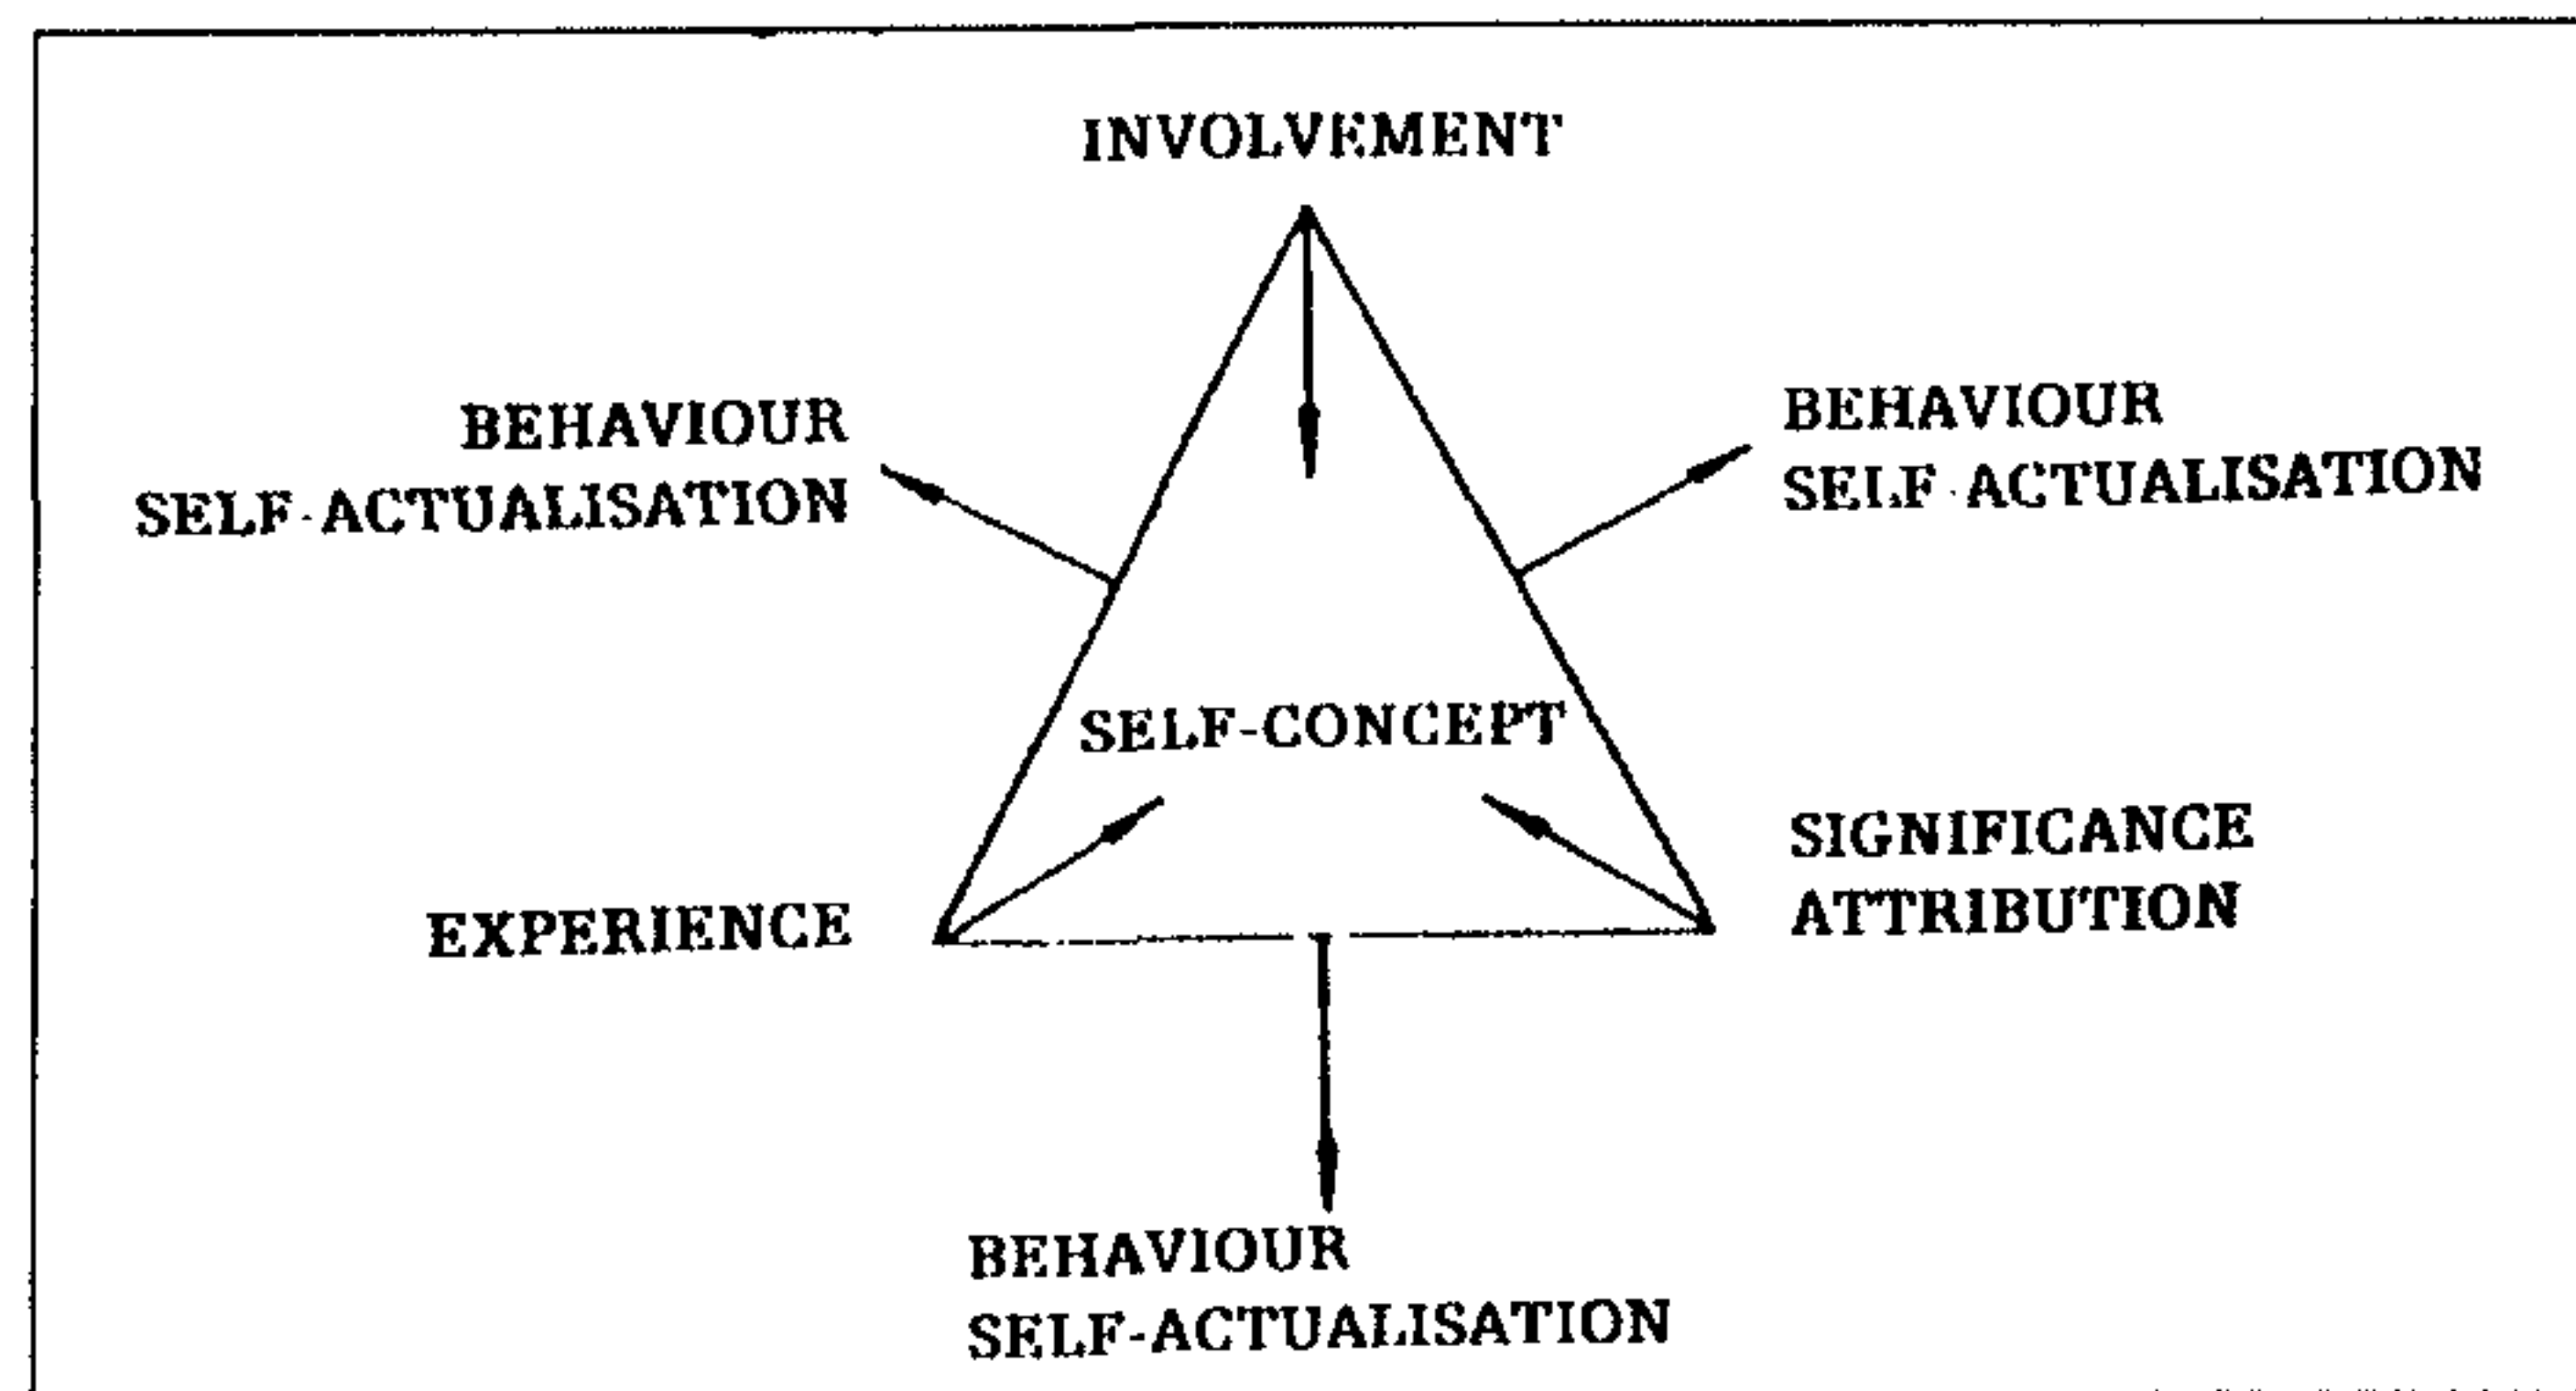 INVOLVEMENT
BEHAVIOUR
SELF-ACTUALISATION
BEHAVIOUR
SELF-ACTUALISATION
SELF-CONCEPT
EXPERIENCE
SIGNIFICANCE
ATTRIBUTION
BEHAVIOUR
SELF-ACTUALISATION